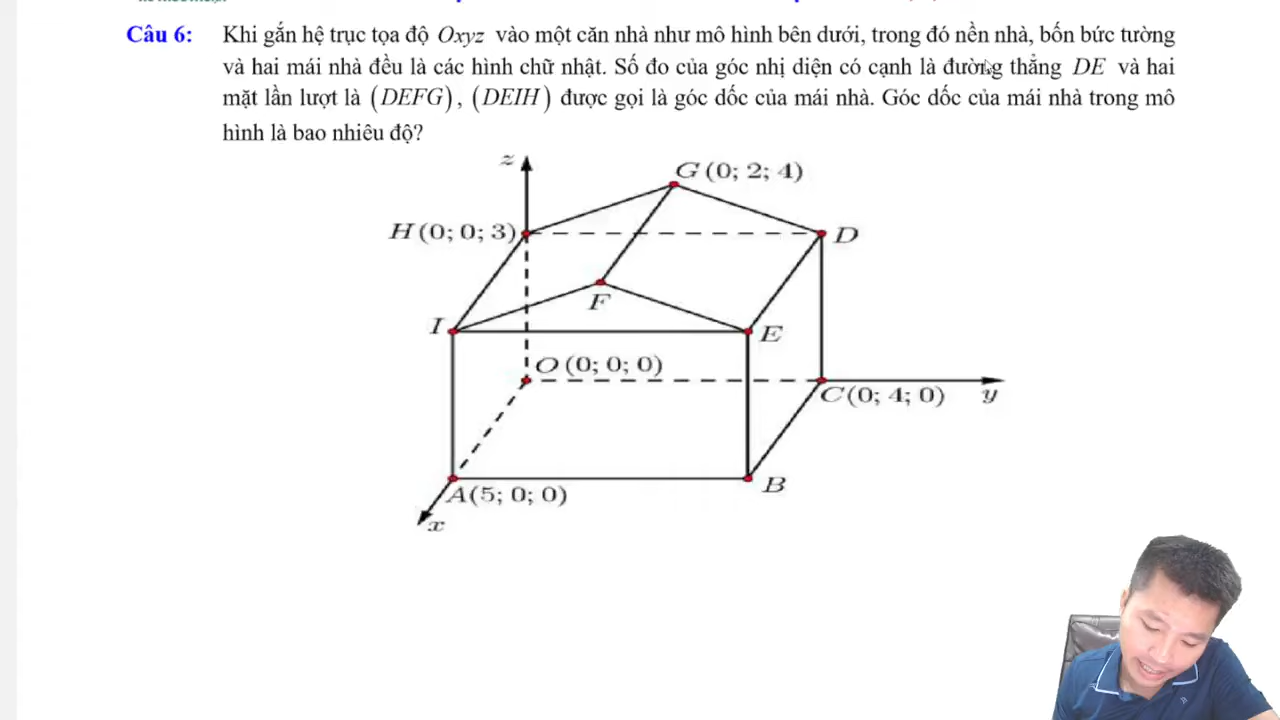 Câu 6: Khi gắn hệ trục tọa độ Oxyz vào một căn nhà như mô hình bên dưới, trong đó nền nhà, bốn bức tường
và hai mái nhà đều là các hình chữ nhật. Số đo của góc nhị diện có cạnh là đường thẳng DE và hai
mặt lần lượt là (DEFG), (DEIH) được gọi là góc dốc của mái nhà. Góc dốc của mái nhà trong mô
hình là bao nhiêu độ?
z
G(0; 2; 4)
H(0; 0; 3)
D
F
I
E
O(0; 0; 0)
C(0; 4; 0)
y
A(5; 0; 0)
B
x